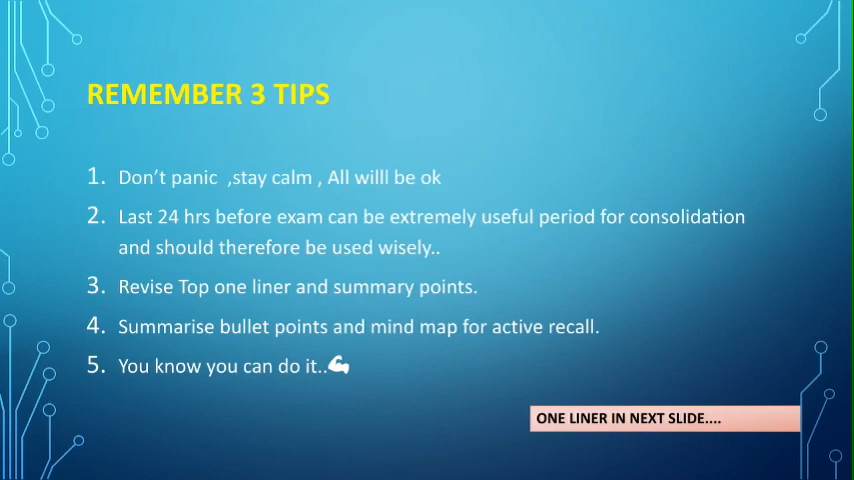 REMEMBER 3 TIPS
1. Don't panic ,stay calm , All willl be ok
2. Last 24 hrs before exam can be extremely useful period for consolidation
and should therefore be used wisely..
3. Revise Top one liner and summary points.
4. Summarise bullet points and mind map for active recall.
5. You know you can do it..💪
ONE LINER IN NEXT SLIDE....